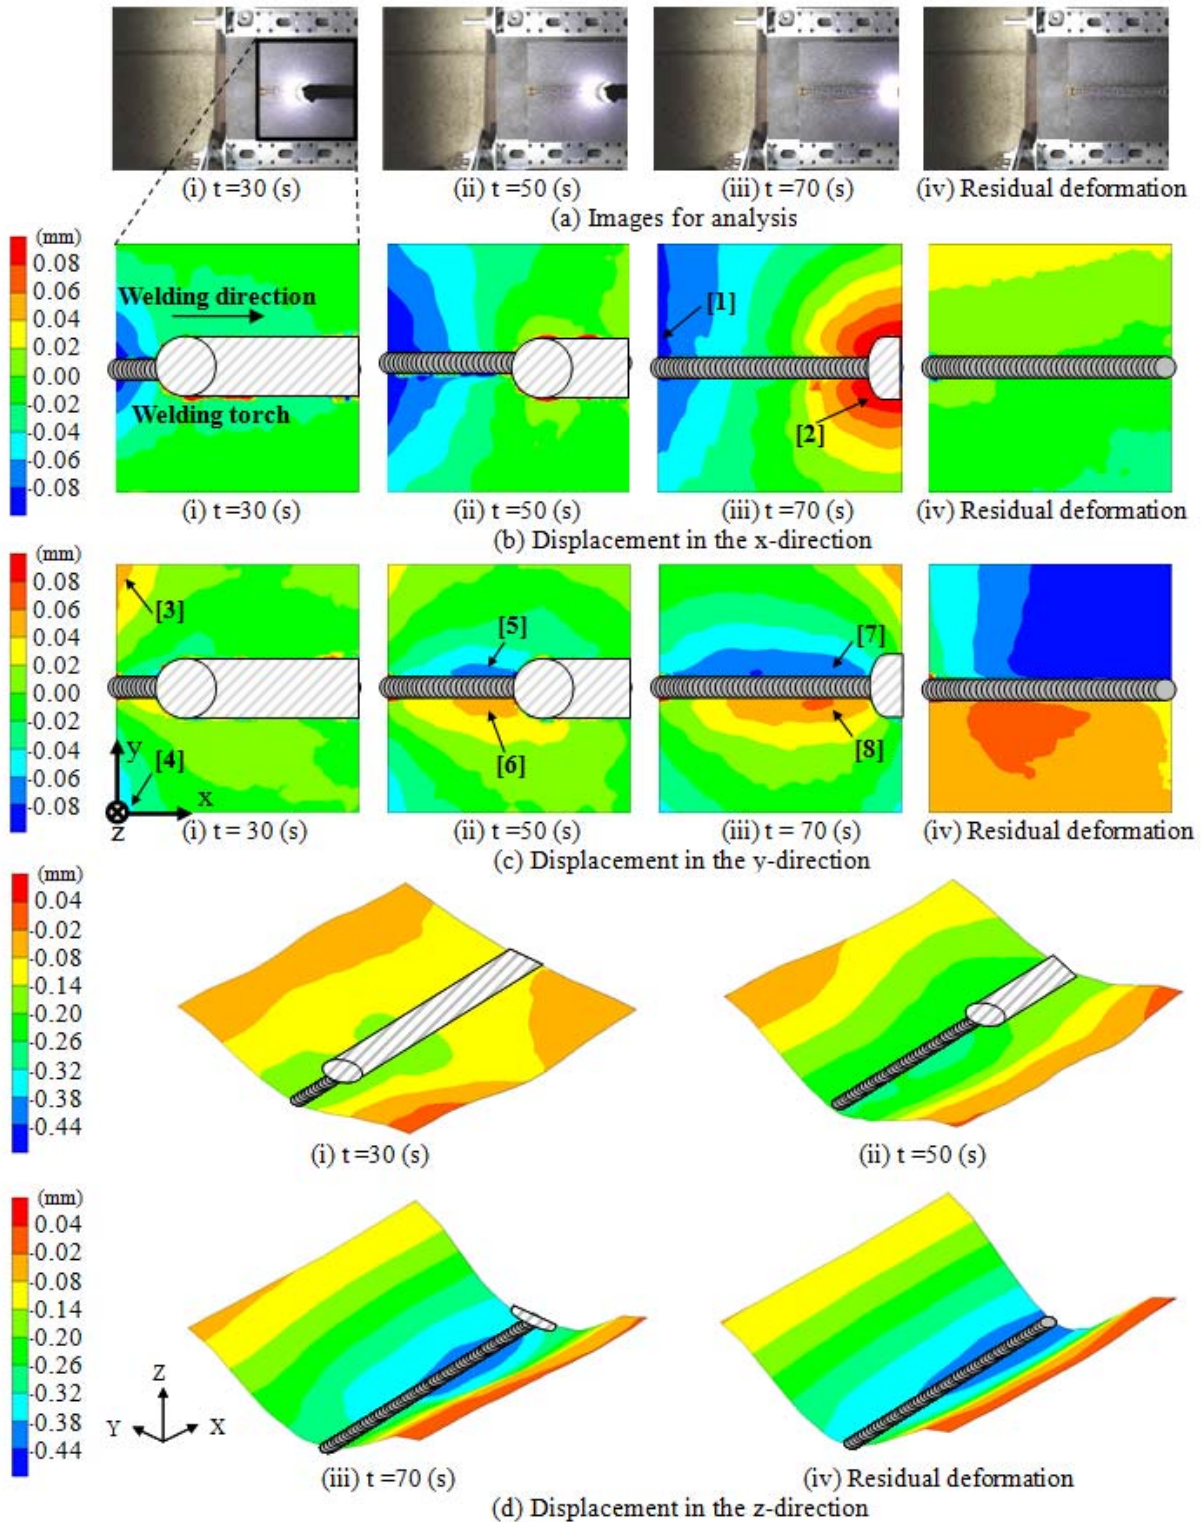 (i) t =30 (s) (ii) t =50 (s) (iii) t =70 (s) (iv) Residual deformation
(a) Images for analysis
(mm)
0.08
0.06
0.04
0.02
0.00
-0.02
-0.04
-0.06
-0.08
Welding direction
Welding torch
[1]
[2]
(i) t =30 (s) (ii) t =50 (s) (iii) t =70 (s) (iv) Residual deformation
(b) Displacement in the x-direction
(mm)
0.08
0.06
0.04
0.02
0.00
-0.02
-0.04
-0.06
-0.08
[3]
[4]
y
x
z
[5]
[6]
[7]
[8]
(i) t = 30 (s) (ii) t =50 (s) (iii) t = 70 (s) (iv) Residual deformation
(c) Displacement in the y-direction
(mm)
0.04
-0.02
-0.08
-0.14
-0.20
-0.26
-0.32
-0.38
-0.44
(i) t =30 (s) (ii) t =50 (s)
(mm)
0.04
-0.02
-0.08
-0.14
-0.20
-0.26
-0.32
-0.38
-0.44
Z
Y
X
(iii) t =70 (s) (iv) Residual deformation
(d) Displacement in the z-direction